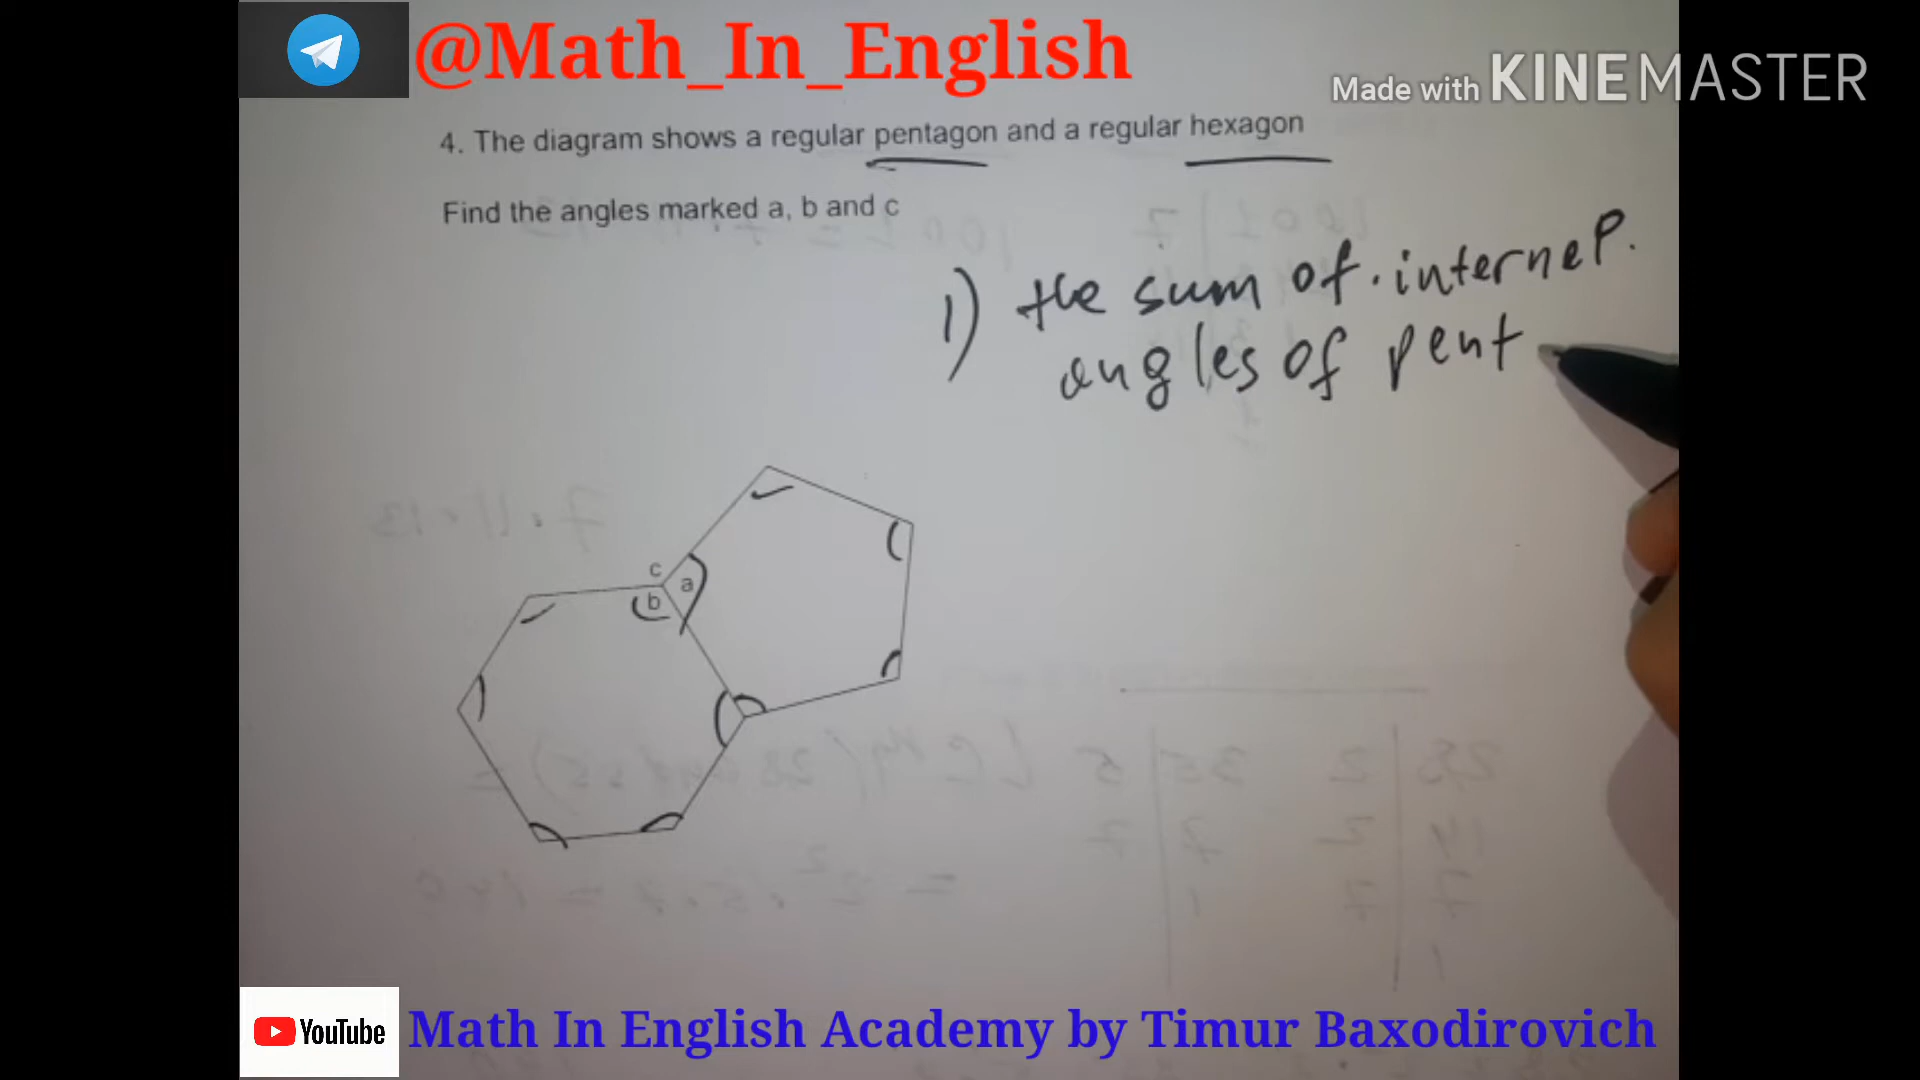 @Math_In_English
Made with KINEMASTER
4. The diagram shows a regular pentagon and a regular hexagon
Find the angles marked a, b and c
1) the sum of internel
angles of pent
c
a
b
YouTube
Math In English Academy by Timur Baxodirovich